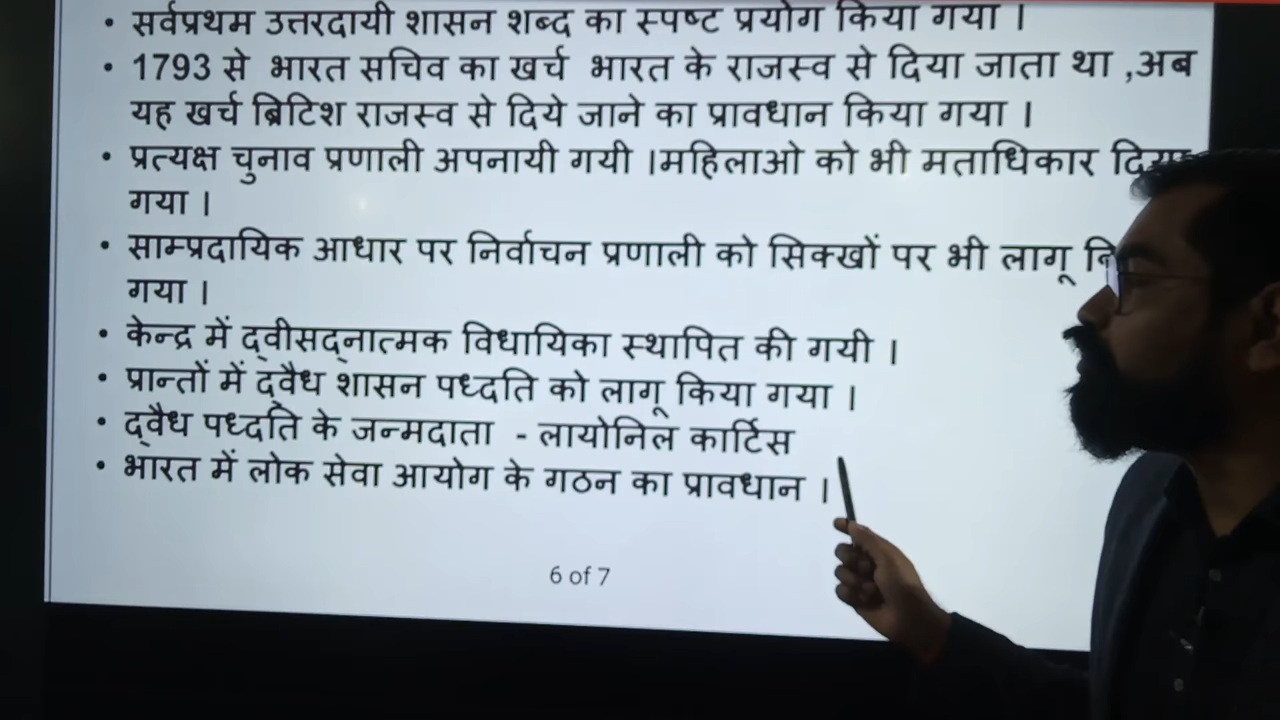 • सर्वप्रथम उत्तरदायी शासन शब्द का स्पष्ट प्रयोग किया गया ।
• 1793 से भारत सचिव का खर्च भारत के राजस्व से दिया जाता था ,अब
यह खर्च ब्रिटिश राजस्व से दिये जाने का प्रावधान किया गया ।
• प्रत्यक्ष चुनाव प्रणाली अपनायी गयी ।महिलाओ को भी मताधिकार दिया
गया ।
• साम्प्रदायिक आधार पर निर्वाचन प्रणाली को सिक्खों पर भी लागू
गया ।
• केन्द्र में द्वीसद्नात्मक विधायिका स्थापित की गयी ।
• प्रान्तों में द्वैध शासन पध्दति को लागू किया गया ।
• द्वैध पध्दति के जन्मदाता - लायोनिल कार्टिस
• भारत में लोक सेवा आयोग के गठन का प्रावधान ।
6 of 7